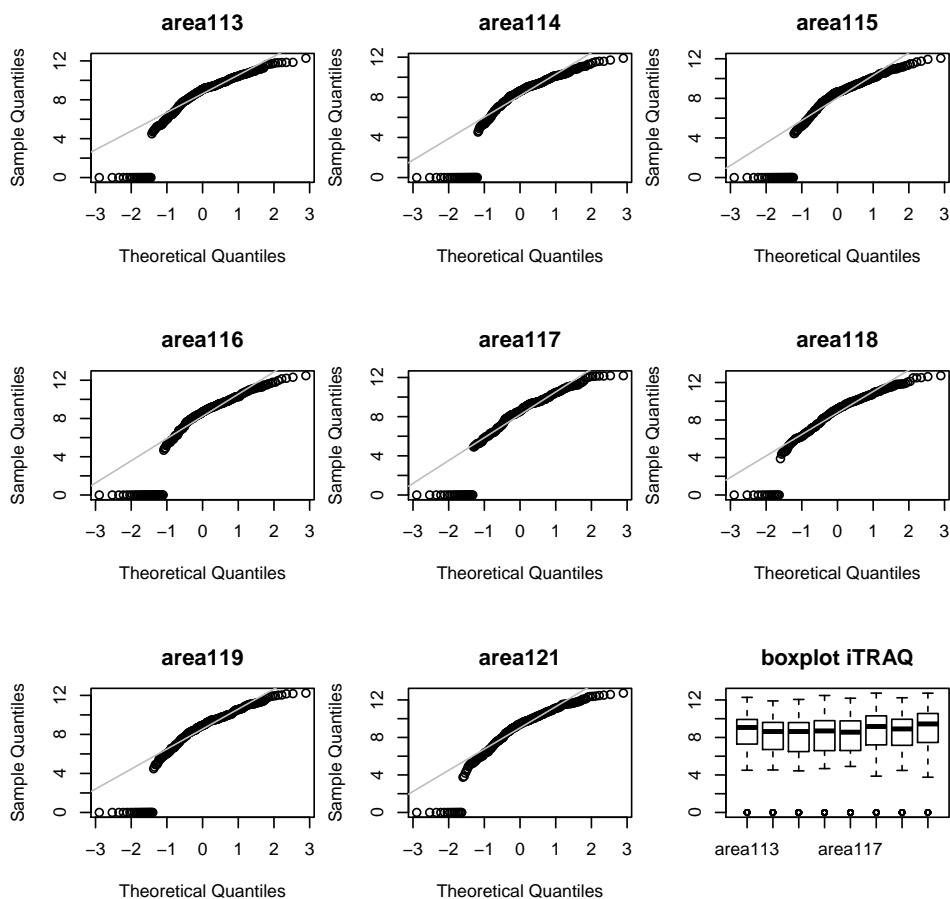 area113
area114
area115
Sample Quantiles
12
8
4
0
Sample Quantiles
12
8
4
0
Sample Quantiles
12
8
4
0
−3 −2 −1 0 1 2 3
−3 −2 −1 0 1 2 3
−3 −2 −1 0 1 2 3
Theoretical Quantiles
Theoretical Quantiles
Theoretical Quantiles
area116
area117
area118
Sample Quantiles
12
8
4
0
Sample Quantiles
12
8
4
0
Sample Quantiles
12
8
4
0
−3 −2 −1 0 1 2 3
−3 −2 −1 0 1 2 3
−3 −2 −1 0 1 2 3
Theoretical Quantiles
Theoretical Quantiles
Theoretical Quantiles
area119
area121
boxplot iTRAQ
Sample Quantiles
12
8
4
0
Sample Quantiles
12
8
4
0
12
8
4
0
−3 −2 −1 0 1 2 3
−3 −2 −1 0 1 2 3
area113
area117
Theoretical Quantiles
Theoretical Quantiles